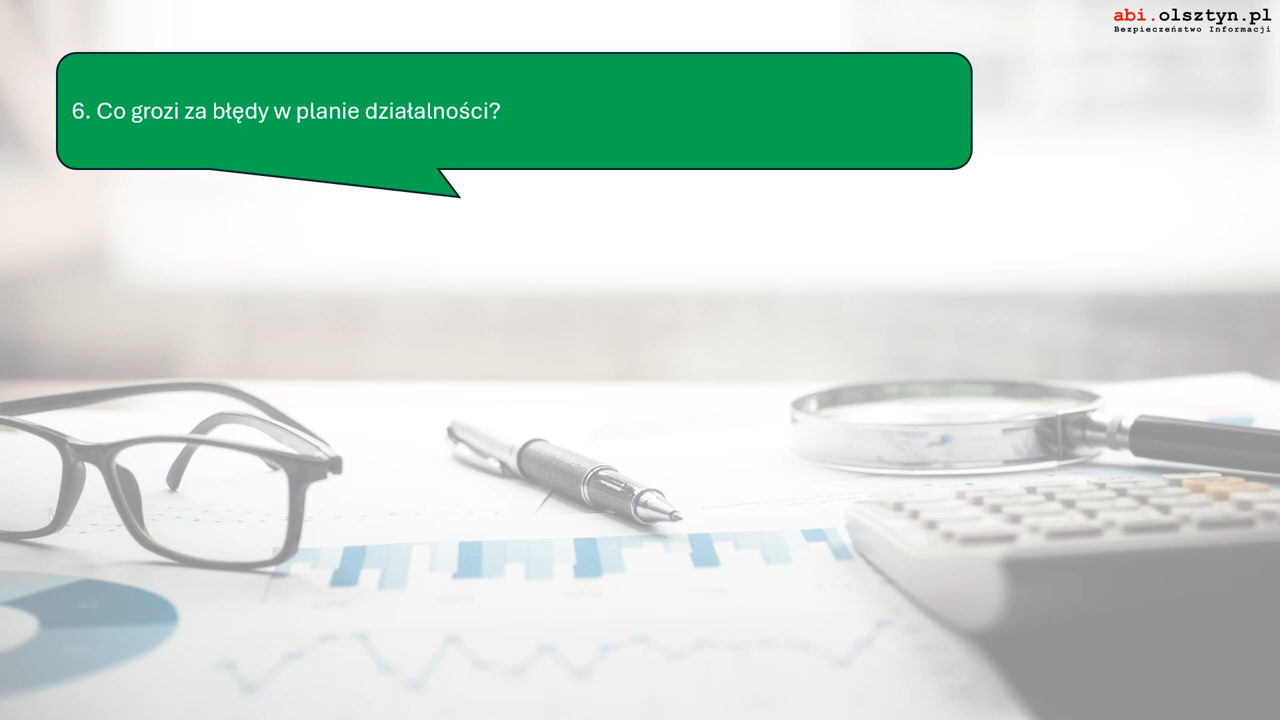 abi.olsztyn.pl
Bezpieczeństwo Informacji
6. Co grozi za błędy w planie działalności?